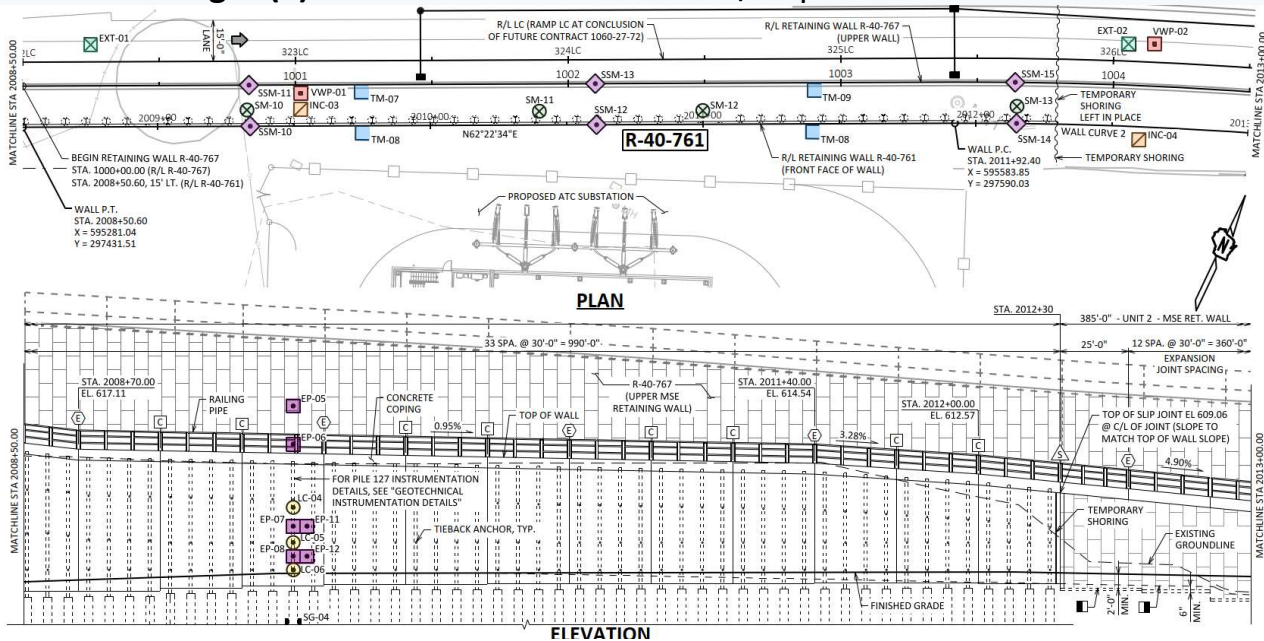 EXT-01
15'-0"
LANE
R/L LC (RAMP LC AT CONCLUSION
OF FUTURE CONTRACT 1060-27-72)
R/L RETAINING WALL R-40-767
(UPPER WALL)
EXT-02
VWP-02
323LC
324LC
325LC
326LC
MATCHLINE STA 2008+50.00
1001
1002
1003
1004
SSM-11
VWP-01
TM-07
SSM-13
TM-09
SSM-15
SM-10
INC-03
SM-11
SSM-12
SM-12
SM-13
TEMPORARY
SHORING
LEFT IN PLACE
2009+00
2010+00
2012+00
SSM-10
TM-08
N62°22'34"E
R-40-761
TM-08
SSM-14
WALL CURVE 2
INC-04
MATCHLINE STA 2013+00.00
BEGIN RETAINING WALL R-40-767
STA. 1000+00.00 (R/L R-40-767)
STA. 2008+50.60, 15' LT. (R/L R-40-761)
R/L RETAINING WALL R-40-761
(FRONT FACE OF WALL)
WALL P.C.
STA. 2011+92.40
X = 595583.85
Y = 297590.03
TEMPORARY SHORING
WALL P.T.
STA. 2008+50.60
X = 595281.04
Y = 297431.51
PROPOSED ATC SUBSTATION
N
PLAN
STA. 2012+30
385'-0" - UNIT 2 - MSE RET. WALL
33 SPA. @ 30'-0" = 990'-0"
25'-0"
12 SPA. @ 30'-0" = 360'-0"
EXPANSION
JOINT SPACING
STA. 2008+70.00
EL. 617.11
RAILING
PIPE
EP-05
CONCRETE
COPING
R-40-767
(UPPER MSE
RETAINING WALL)
STA. 2011+40.00
EL. 614.54
STA. 2012+00.00
EL. 612.57
TOP OF SLIP JOINT EL 609.06
@ C/L OF JOINT (SLOPE TO
MATCH TOP OF WALL SLOPE)
E
C
C
E
C
C
E
C
C
E
C
C
S
E
EP-06
0.95%
TOP OF WALL
3.28%
4.90%
MATCHLINE STA 2008+50.00
MATCHLINE STA 2013+00.00
FOR PILE 127 INSTRUMENTATION
DETAILS, SEE "GEOTECHNICAL
INSTRUMENTATION DETAILS"
LC-04
EP-07
EP-11
TIEBACK ANCHOR, TYP.
TEMPORARY
SHORING
LC-05
EP-08
EP-12
EXISTING
GROUNDLINE
LC-06
FINISHED GRADE
2'-0"
MIN.
6"
MIN.
SG-04
ELEVATION